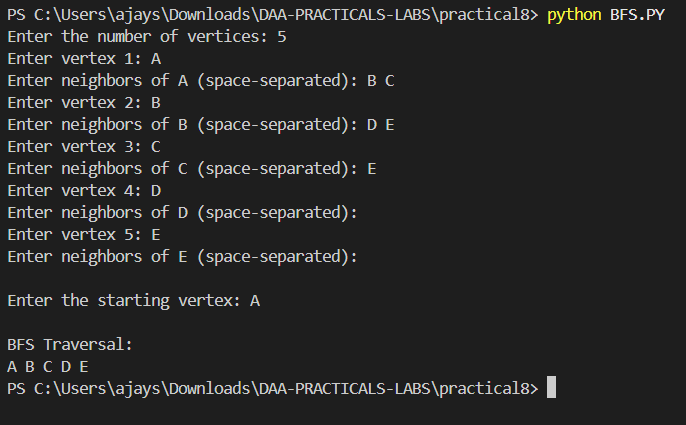 PS C:\Users\ajays\Downloads\DAA-PRACTICALS-LABS\practical8> python BFS.PY
Enter the number of vertices: 5
Enter vertex 1: A
Enter neighbors of A (space-separated): B C
Enter vertex 2: B
Enter neighbors of B (space-separated): D E
Enter vertex 3: C
Enter neighbors of C (space-separated): E
Enter vertex 4: D
Enter neighbors of D (space-separated):
Enter vertex 5: E
Enter neighbors of E (space-separated):

Enter the starting vertex: A

BFS Traversal:
A B C D E
PS C:\Users\ajays\Downloads\DAA-PRACTICALS-LABS\practical8>